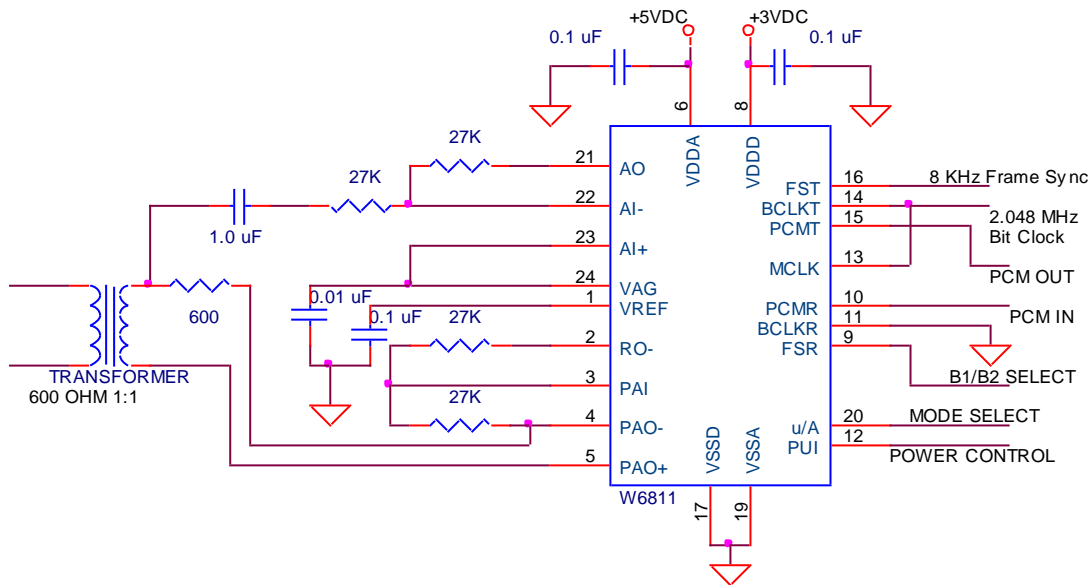 +5VDC
+3VDC
0.1 uF
0.1 uF
6
8
VDDA
VDDD
27K
21
AO
27K
22
AI-
1.0 uF
23
AI+
24
VAG
0.01 uF
1
VREF
0.1 uF
600
27K
2
RO-
3
PAI
27K
4
PAO-
5
PAO+
TRANSFORMER
600 OHM 1:1
W6811
VSSD
VSSA
17
19
FST
16
8 KHz Frame Sync
BCLKT
14
2.048 MHz
Bit Clock
PCMT
15
PCM OUT
MCLK
13
PCMR
10
PCM IN
BCLKR
11
FSR
9
B1/B2 SELECT
u/A
20
MODE SELECT
PUI
12
POWER CONTROL